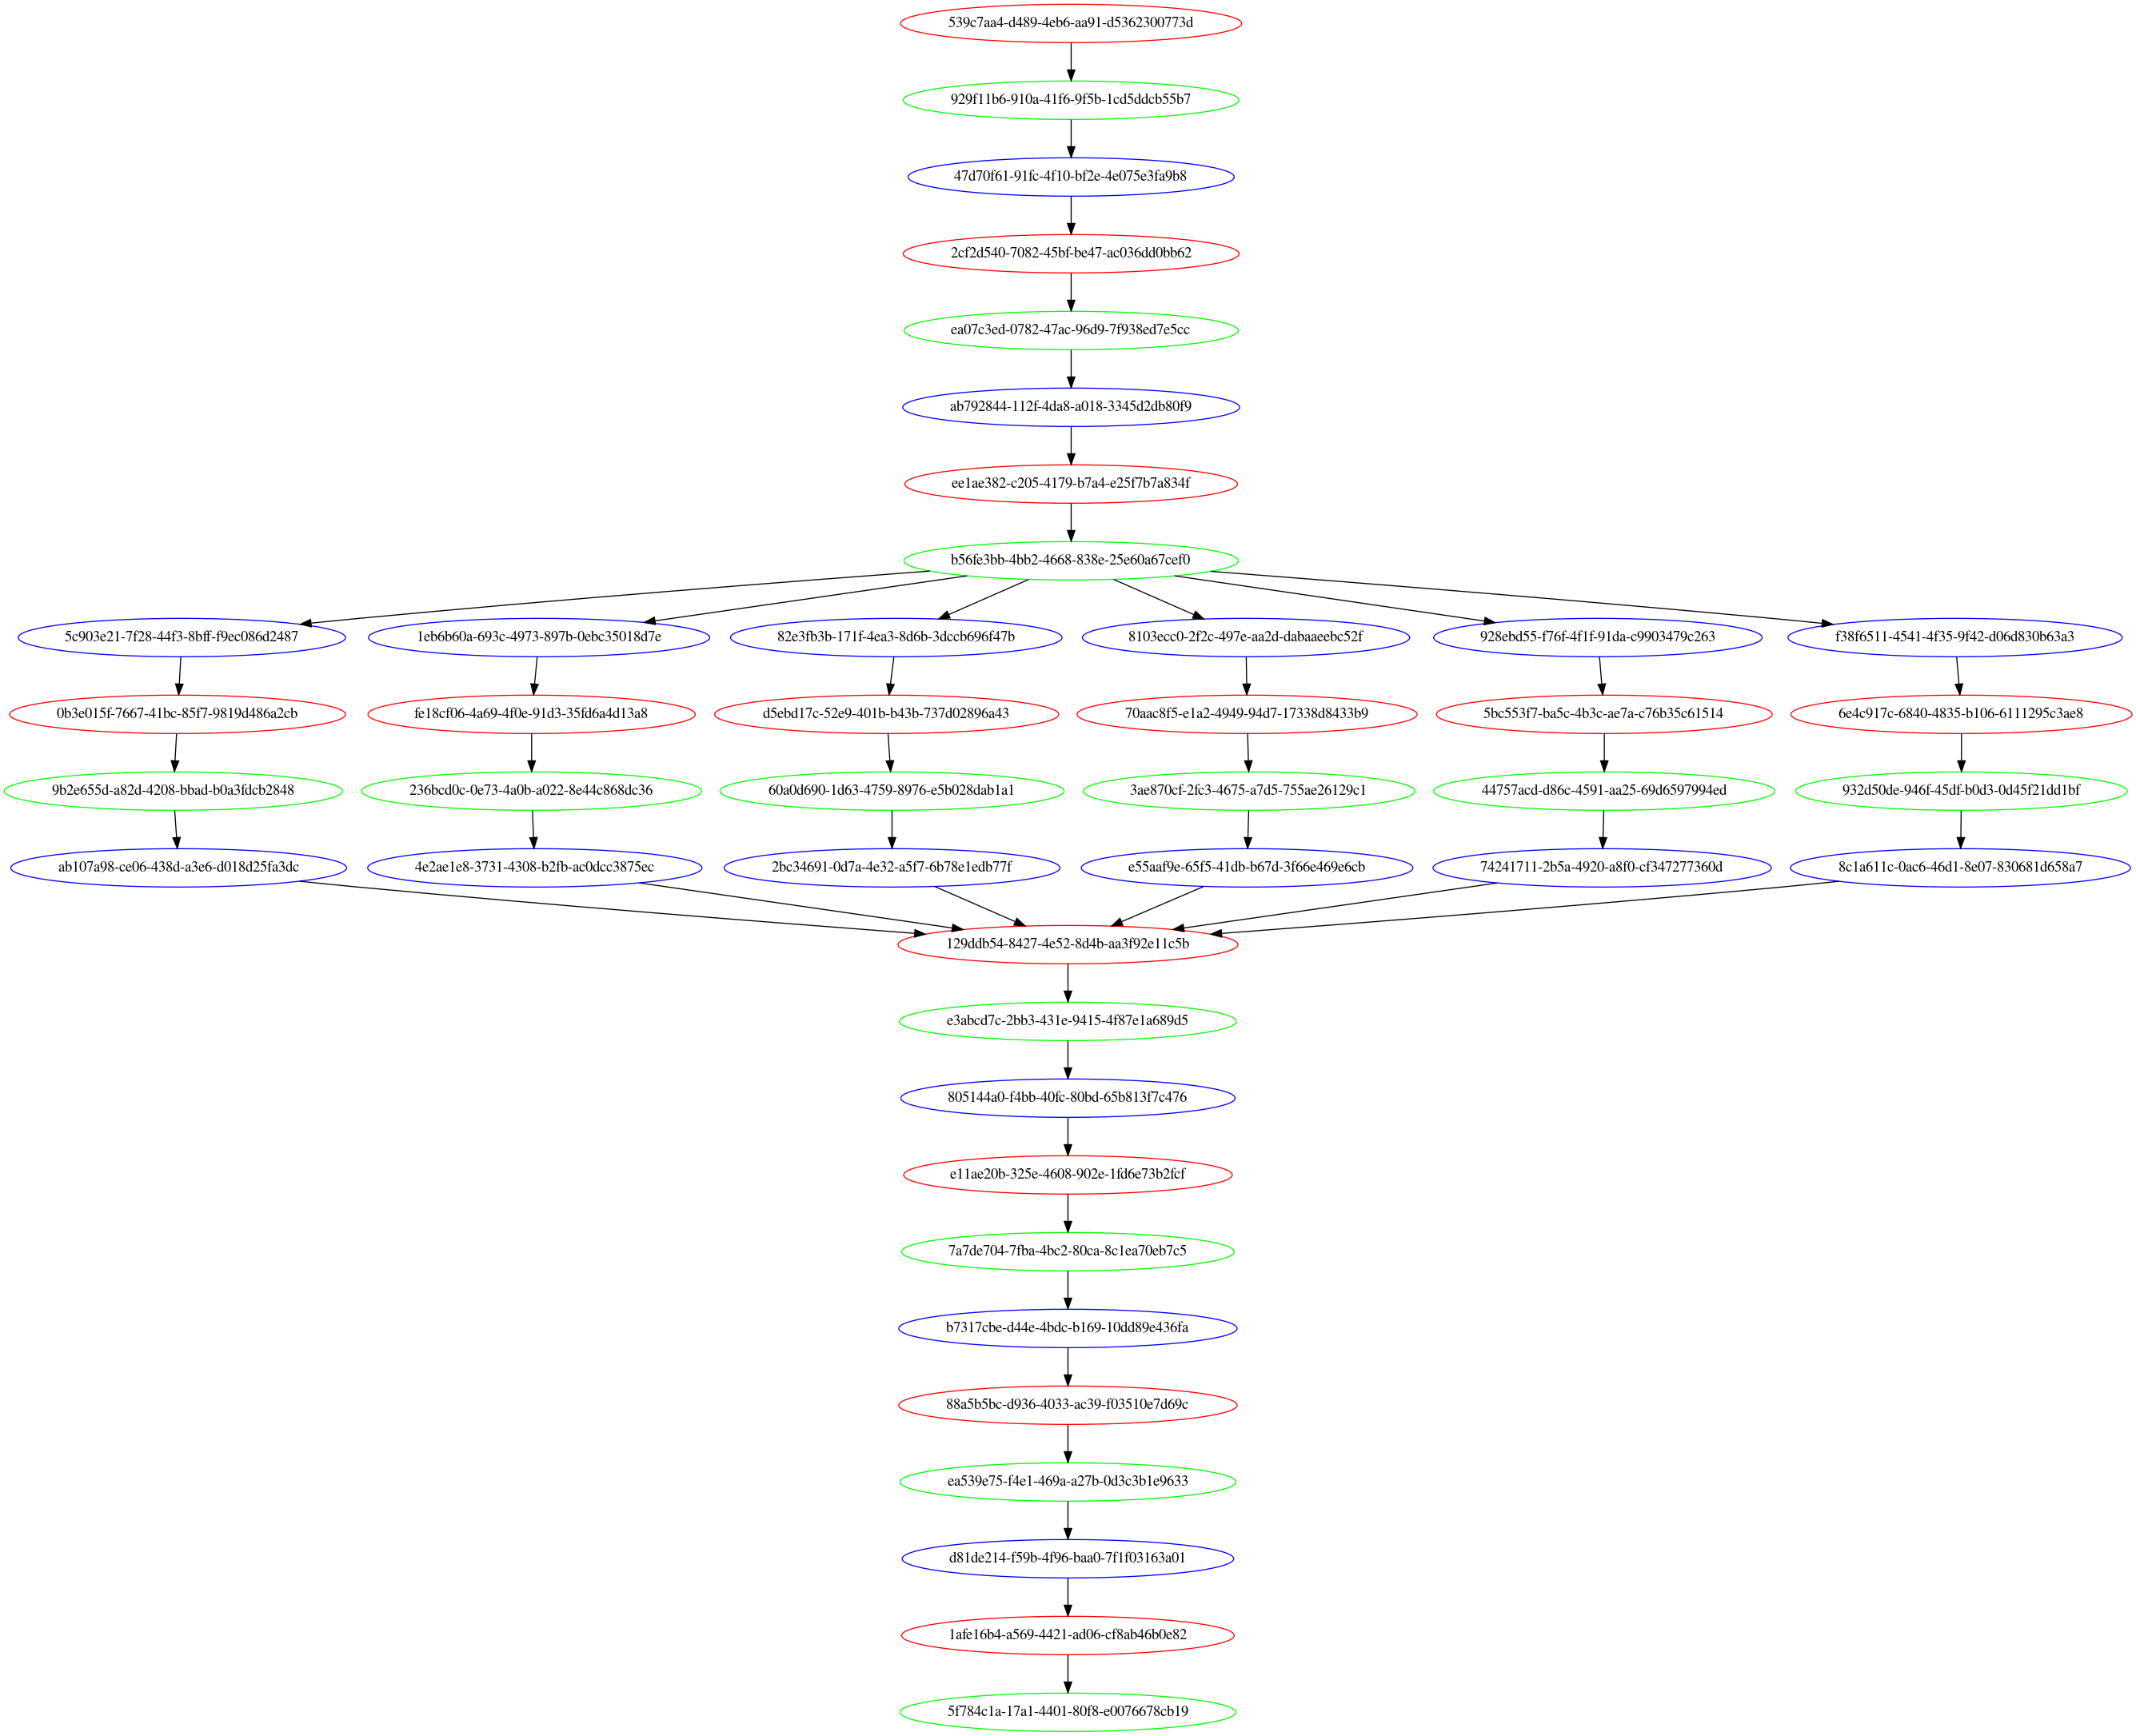 539c7aa4-d489-4eb6-aa91-d5362300773d
929f11b6-910a-41f6-9f5b-1cd5ddcb55b7
47d70f61-91fc-4f10-bf2e-4e075e3fa9b8
2cf2d540-7082-45bf-be47-ac036dd0bb62
ea07c3ed-0782-47ac-96d9-7f938ed7e5cc
ab792844-112f-4da8-a018-3345d2db80f9
ee1ae382-c205-4179-b7a4-e25f7b7a834f
b56fe3bb-4bb2-4668-838e-25e60a67cef0
5c903e21-7f28-44f3-8bff-f9ec086d2487 1eb6b60a-693c-4973-897b-0ebc35018d7e 82e3fb3b-171f-4ea3-8d6b-3dccb696f47b 8103ecc0-2f2c-497e-aa2d-dabaaeebc52f 928ebd55-f76f-4f1f-91da-c9903479c263 f38f6511-4541-4f35-9f42-d06d830b63a3
0b3e015f-7667-41bc-85f7-9819d486a2cb fe18cf06-4a69-4f0e-91d3-35fd6a4d13a8 d5ebd17c-52e9-401b-b43b-737d02896a43 70aac8f5-e1a2-4949-94d7-17338d8433b9 5bc553f7-ba5c-4b3c-ae7a-c76b35c61514 6e4c917c-6840-4835-b106-6111295c3ae8
9b2e655d-a82d-4208-bbad-b0a3fdcb2848 236bcd0c-0e73-4a0b-a022-8e44c868dc36 60a0d690-1d63-4759-8976-e5b028dab1a1 3ae870cf-2fc3-4675-a7d5-755ae26129c1 44757acd-d86c-4591-aa25-69d6597994ed 932d50de-946f-45df-b0d3-0d45f21dd1bf
ab107a98-ce06-438d-a3e6-d018d25fa3dc 4e2ae1e8-3731-4308-b2fb-ac0dcc3875ec 2bc34691-0d7a-4e32-a5f7-6b78e1edb77f e55aaf9e-65f5-41db-b67d-3f66e469e6cb 74241711-2b5a-4920-a8f0-cf347277360d 8c1a611c-0ac6-46d1-8e07-830681d658a7
129ddb54-8427-4e52-8d4b-aa3f92e11c5b
e3abcd7c-2bb3-431e-9415-4f87e1a689d5
805144a0-f4bb-40fc-80bd-65b813f7c476
e11ae20b-325e-4608-902e-1fd6e73b2fcf
7a7de704-7fba-4bc2-80ca-8c1ea70eb7c5
b7317cbe-d44e-4bdc-b169-10dd89e436fa
88a5b5bc-d936-4033-ac39-f03510e7d69c
ea539e75-f4e1-469a-a27b-0d3c3b1e9633
d81de214-f59b-4f96-baa0-7f1f03163a01
1afe16b4-a569-4421-ad06-cf8ab46b0e82
5f784c1a-17a1-4401-80f8-e0076678cb19